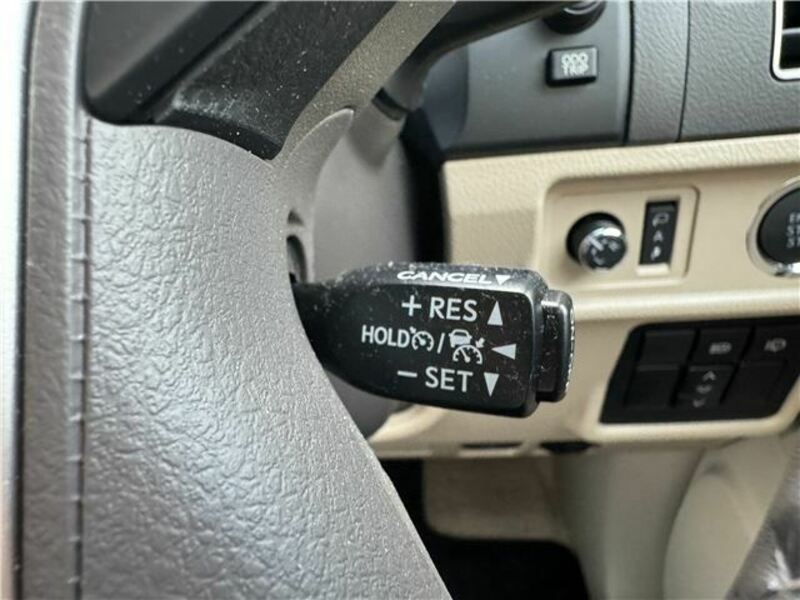 ODO
TRIP
CANCEL▼
+ RES ▲
HOLD / ◄
− SET ▼
A